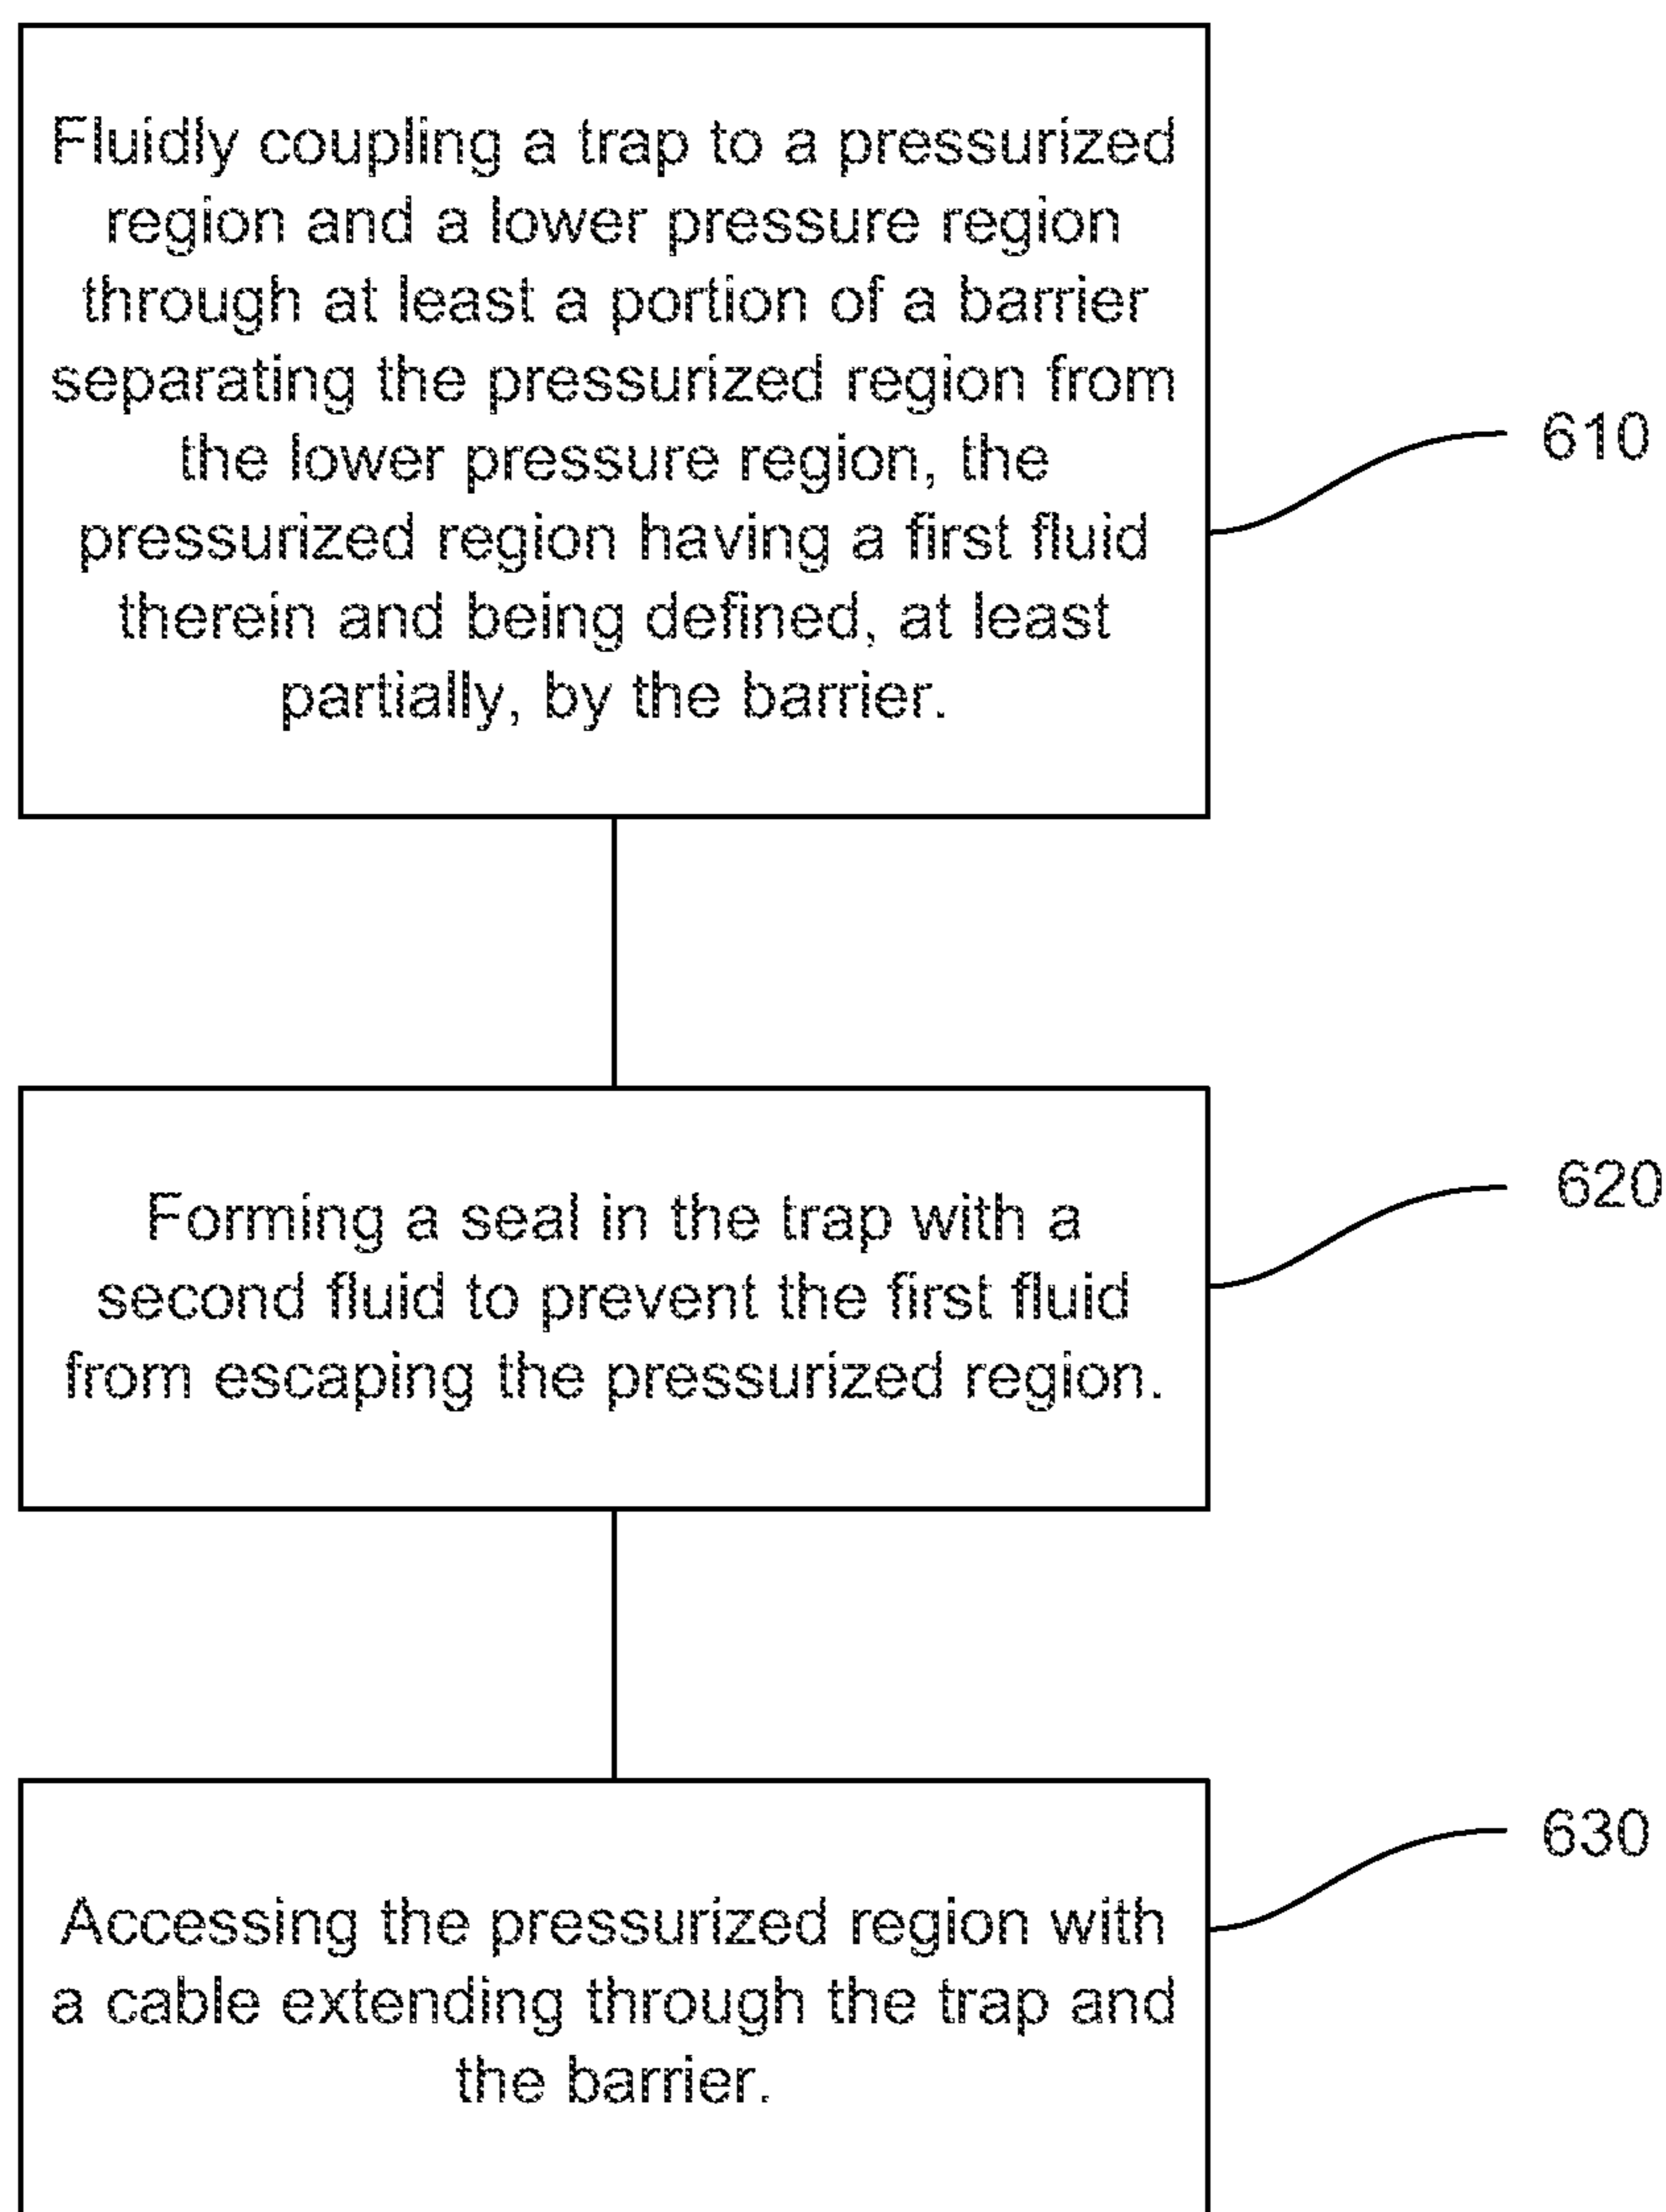 Fluidly coupling a trap to a pressurized
region and a lower pressure region
through at least a portion of a barrier
separating the pressurized region from
the lower pressure region, the
pressurized region having a first fluid
therein and being defined, at least
partially, by the barrier.
610
Forming a seal in the trap with a
second fluid to prevent the first fluid
from escaping the pressurized region.
620
Accessing the pressurized region with
a cable extending through the trap and
the barrier.
630